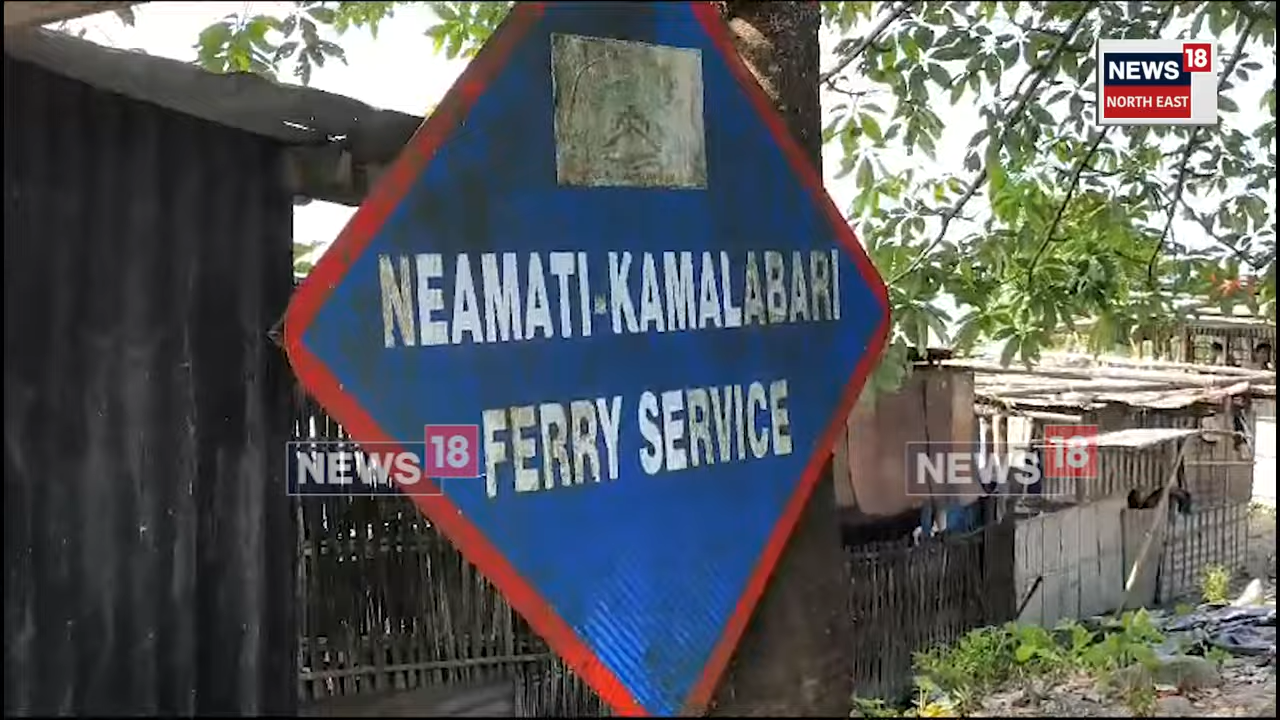 NEWS 18
NORTH EAST
NEAMATI-KAMALABARI
FERRY SERVICE
NEWS 18
NEWS 18